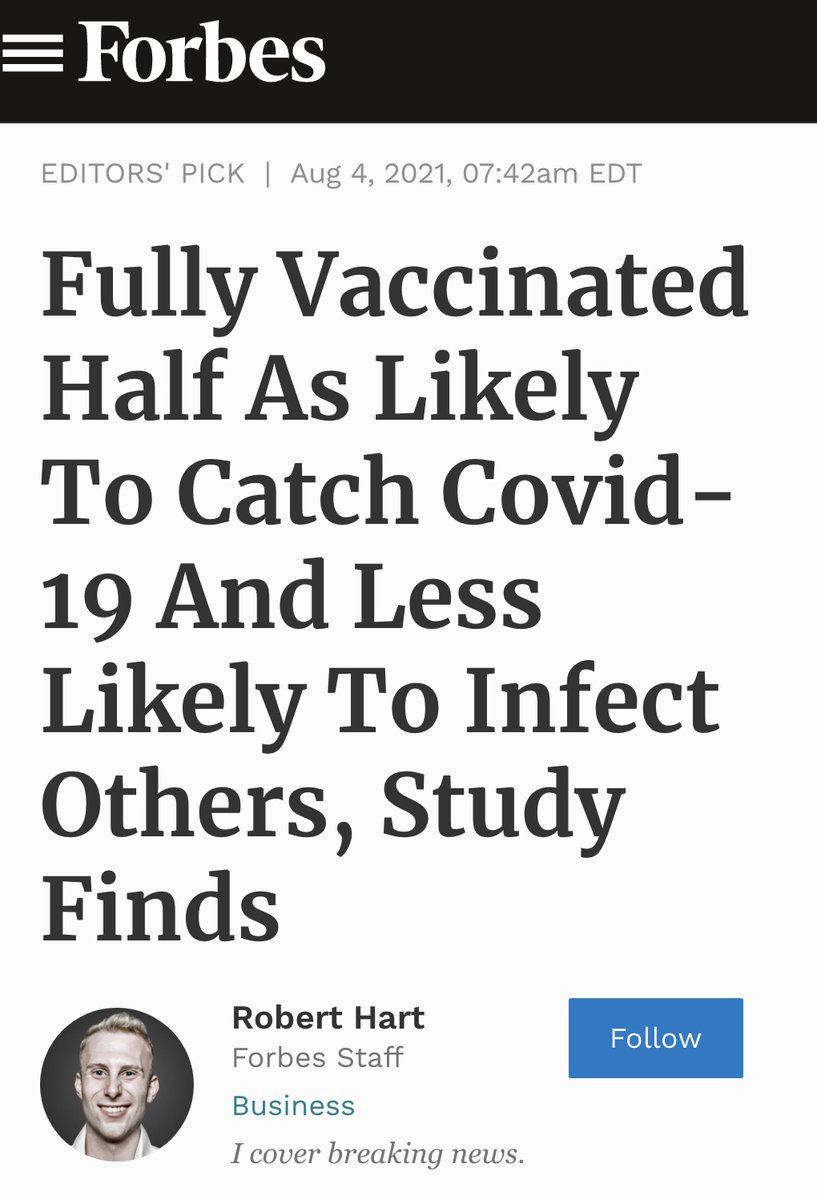 Forbes
EDITORS' PICK | Aug 4, 2021, 07:42am EDT
Fully Vaccinated
Half As Likely
To Catch Covid-
19 And Less
Likely To Infect
Others, Study
Finds
Robert Hart
Forbes Staff
Follow
Business
I cover breaking news.